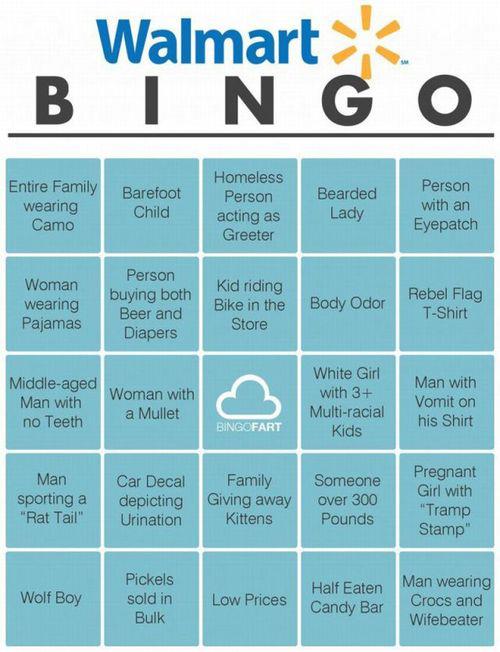 Walmart
SM
B I N G O
Entire Family
wearing
Camo
Barefoot
Child
Homeless
Person
acting as
Greeter
Bearded
Lady
Person
with an
Eyepatch
Woman
wearing
Pajamas
Person
buying both
Beer and
Diapers
Kid riding
Bike in the
Store
Body Odor
Rebel Flag
T-Shirt
Middle-aged
Man with
no Teeth
Woman with
a Mullet
BINGOFART
White Girl
with 3+
Multi-racial
Kids
Man with
Vomit on
his Shirt
Man
sporting a
"Rat Tail"
Car Decal
depicting
Urination
Family
Giving away
Kittens
Someone
over 300
Pounds
Pregnant
Girl with
"Tramp
Stamp"
Wolf Boy
Pickels
sold in
Bulk
Low Prices
Half Eaten
Candy Bar
Man wearing
Crocs and
Wifebeater